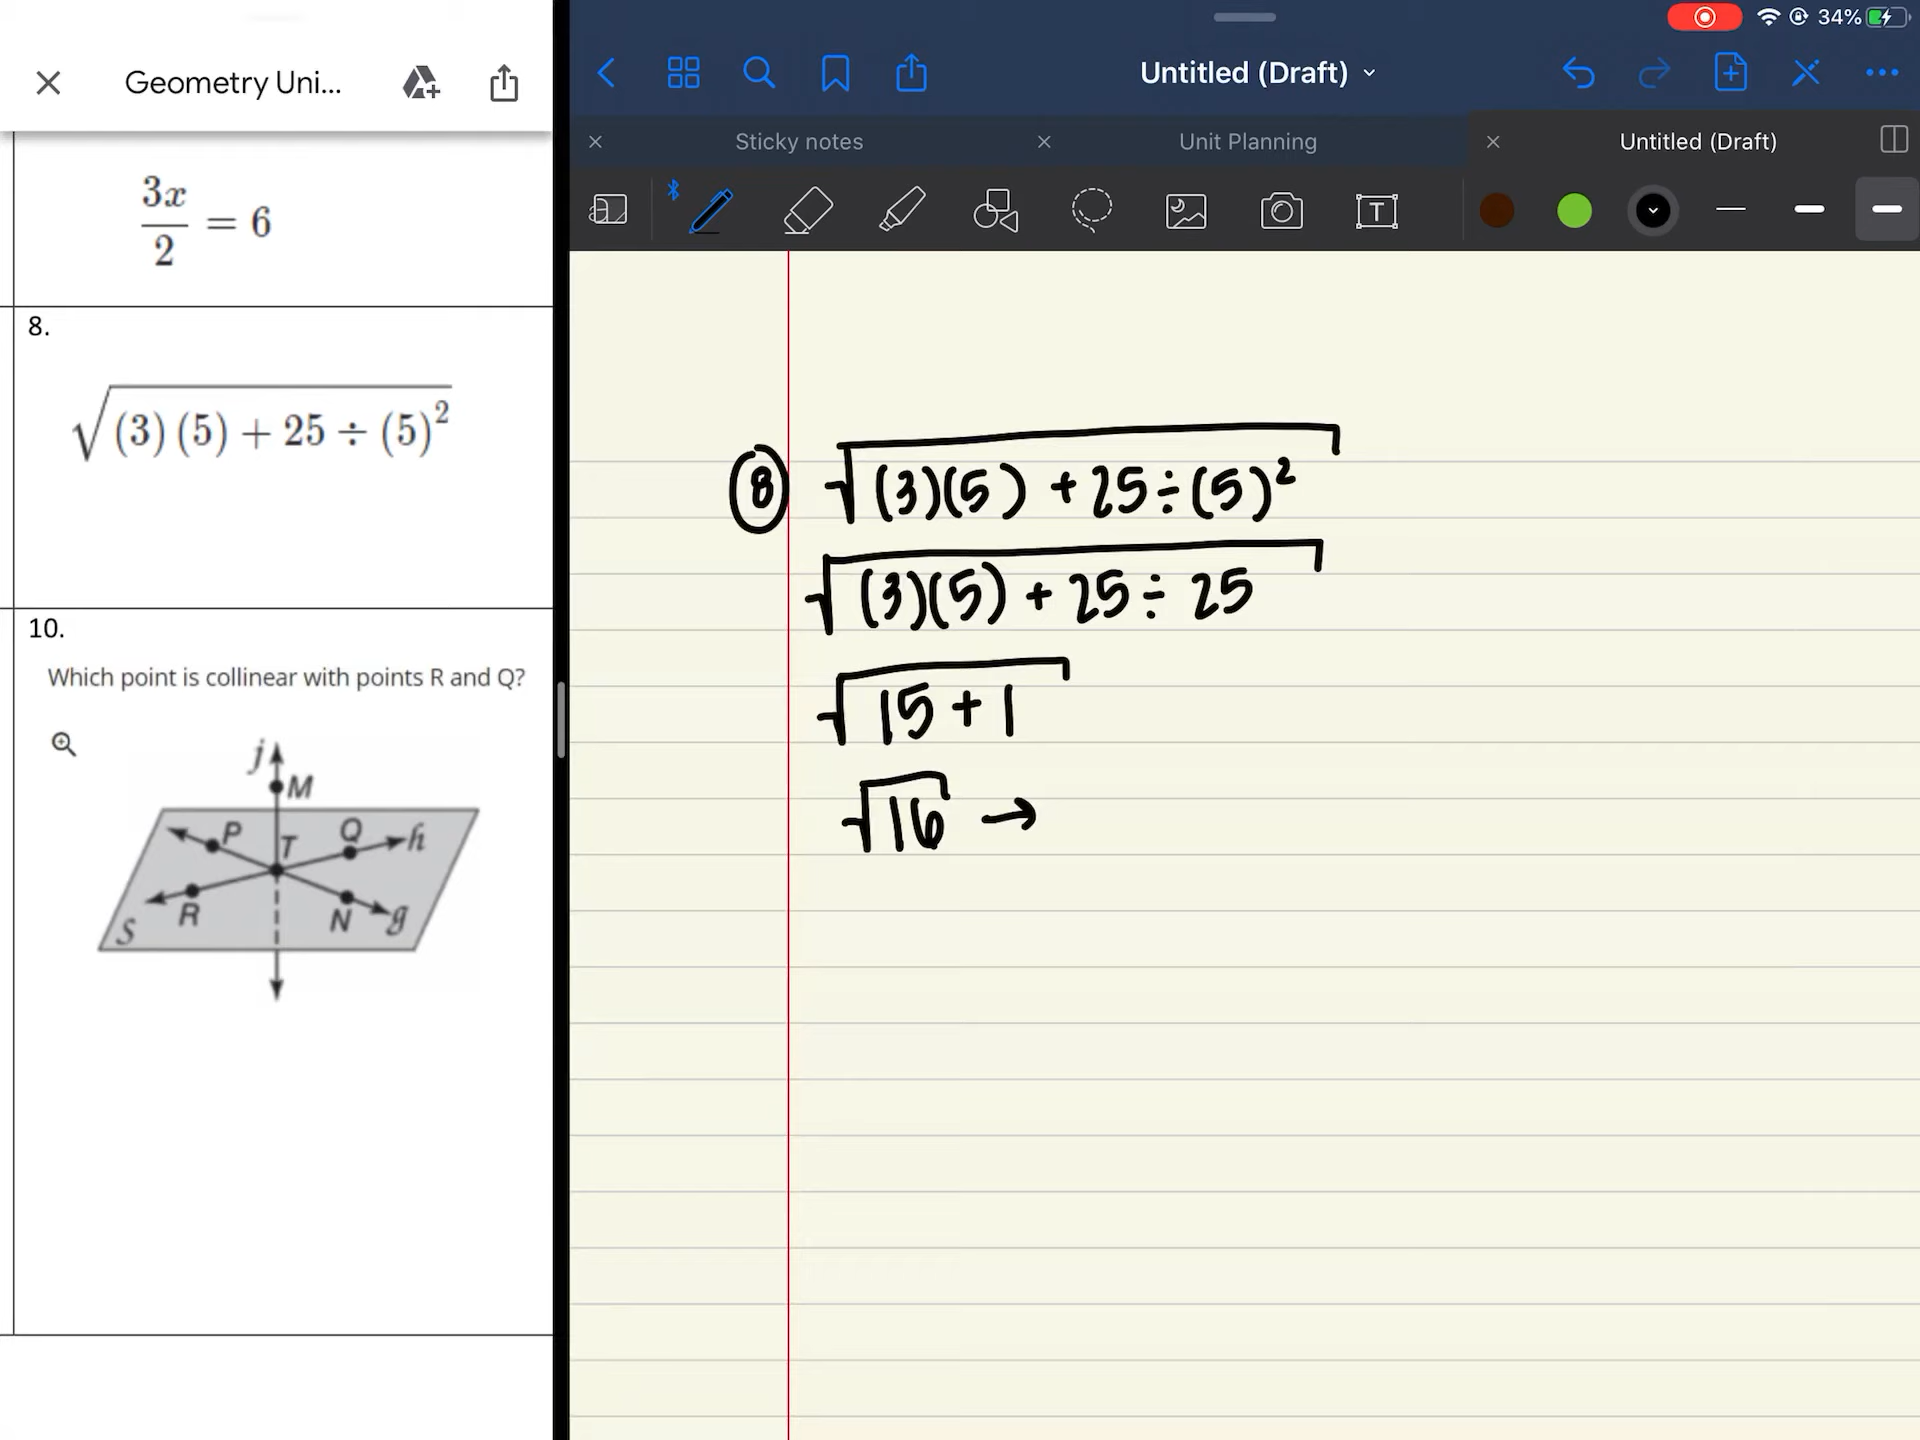 34%
Geometry Uni...
Untitled (Draft)
Sticky notes
Unit Planning
Untitled (Draft)
T
3x/2 = 6
8.
√(3)(5) + 25 ÷ (5)²
10.
Which point is collinear with points R and Q?
j
M
P
T
Q
h
S
R
N
g
⑧ √(3)(5) + 25 ÷ (5)²
√(3)(5) + 25 ÷ 25
√15 + 1
√16 →